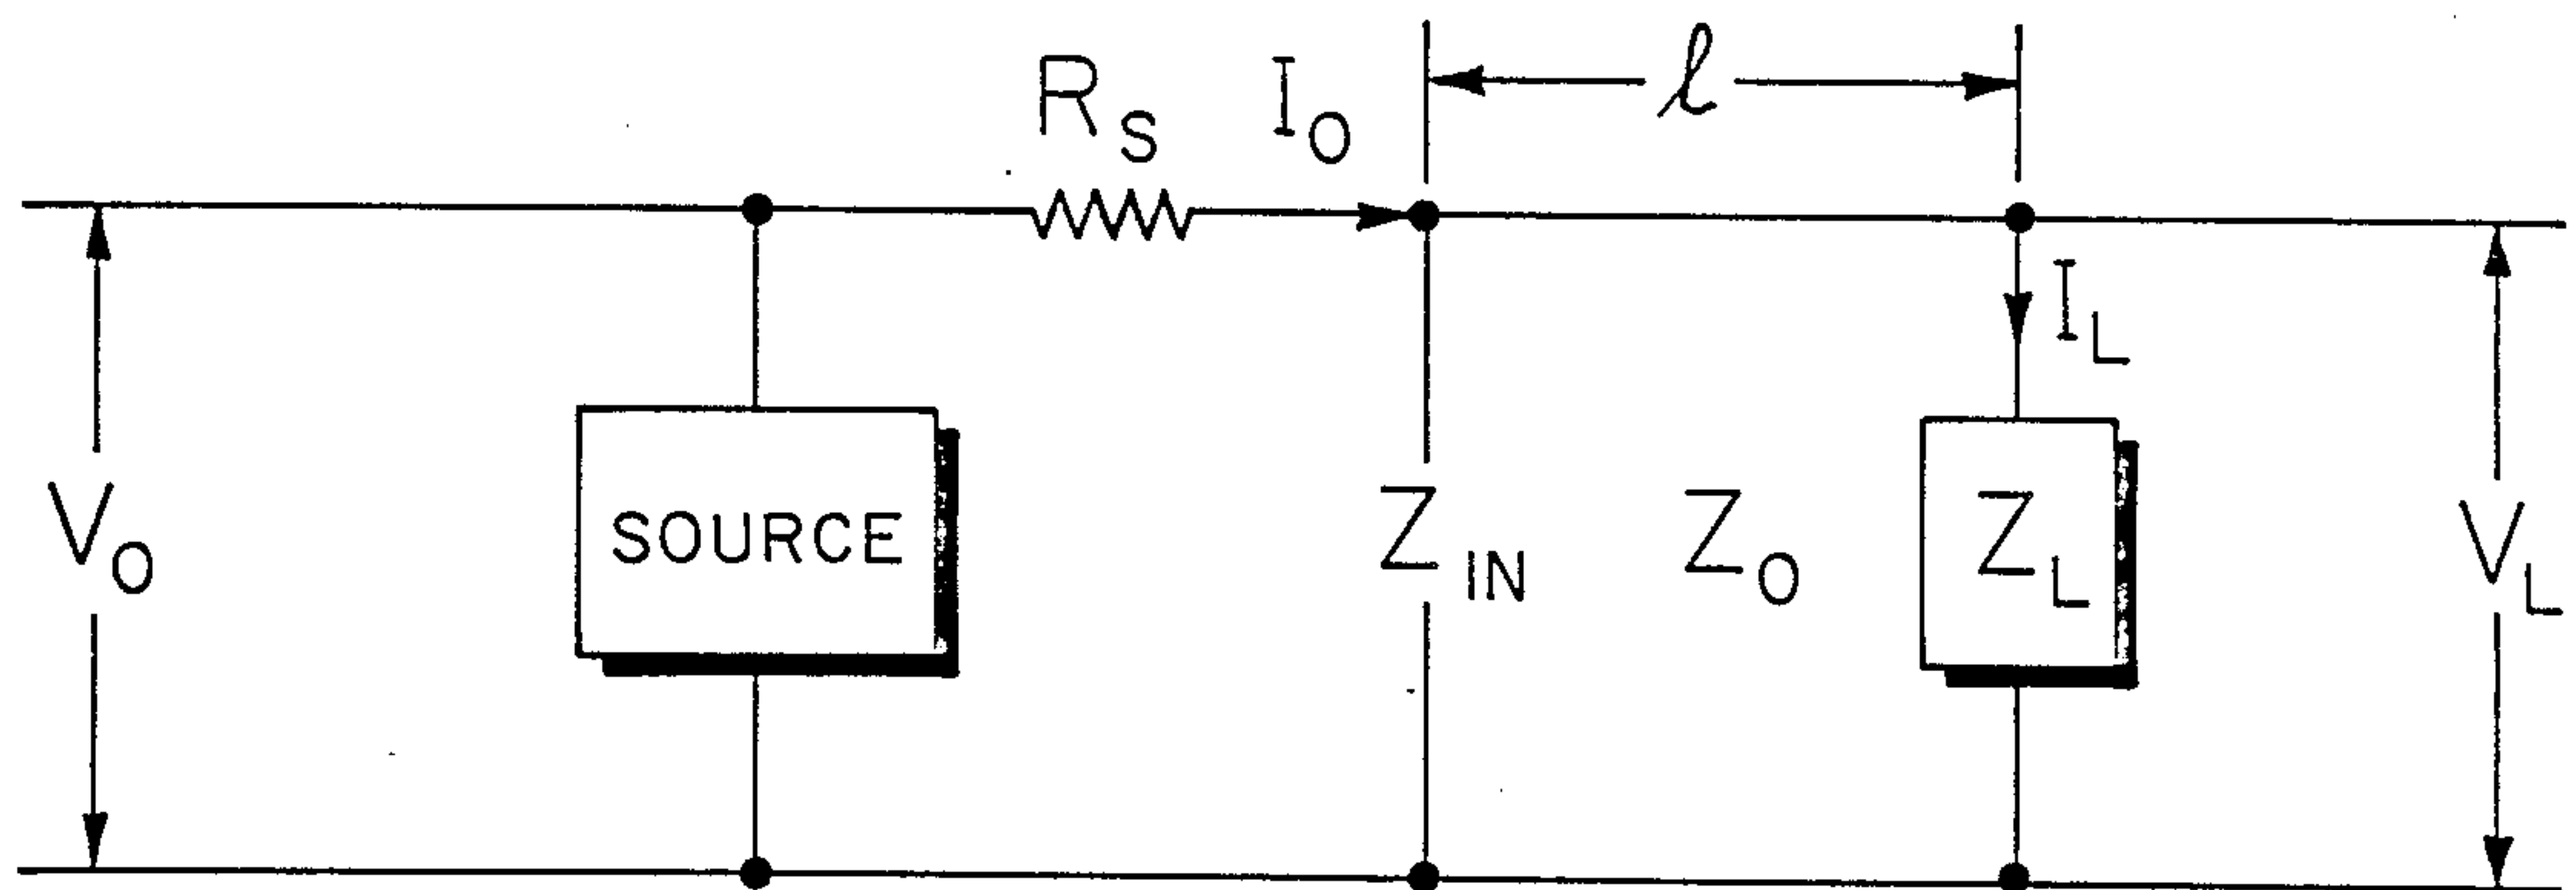 R_S I_O ℓ
I_L
V_O SOURCE Z_IN Z_O Z_L V_L